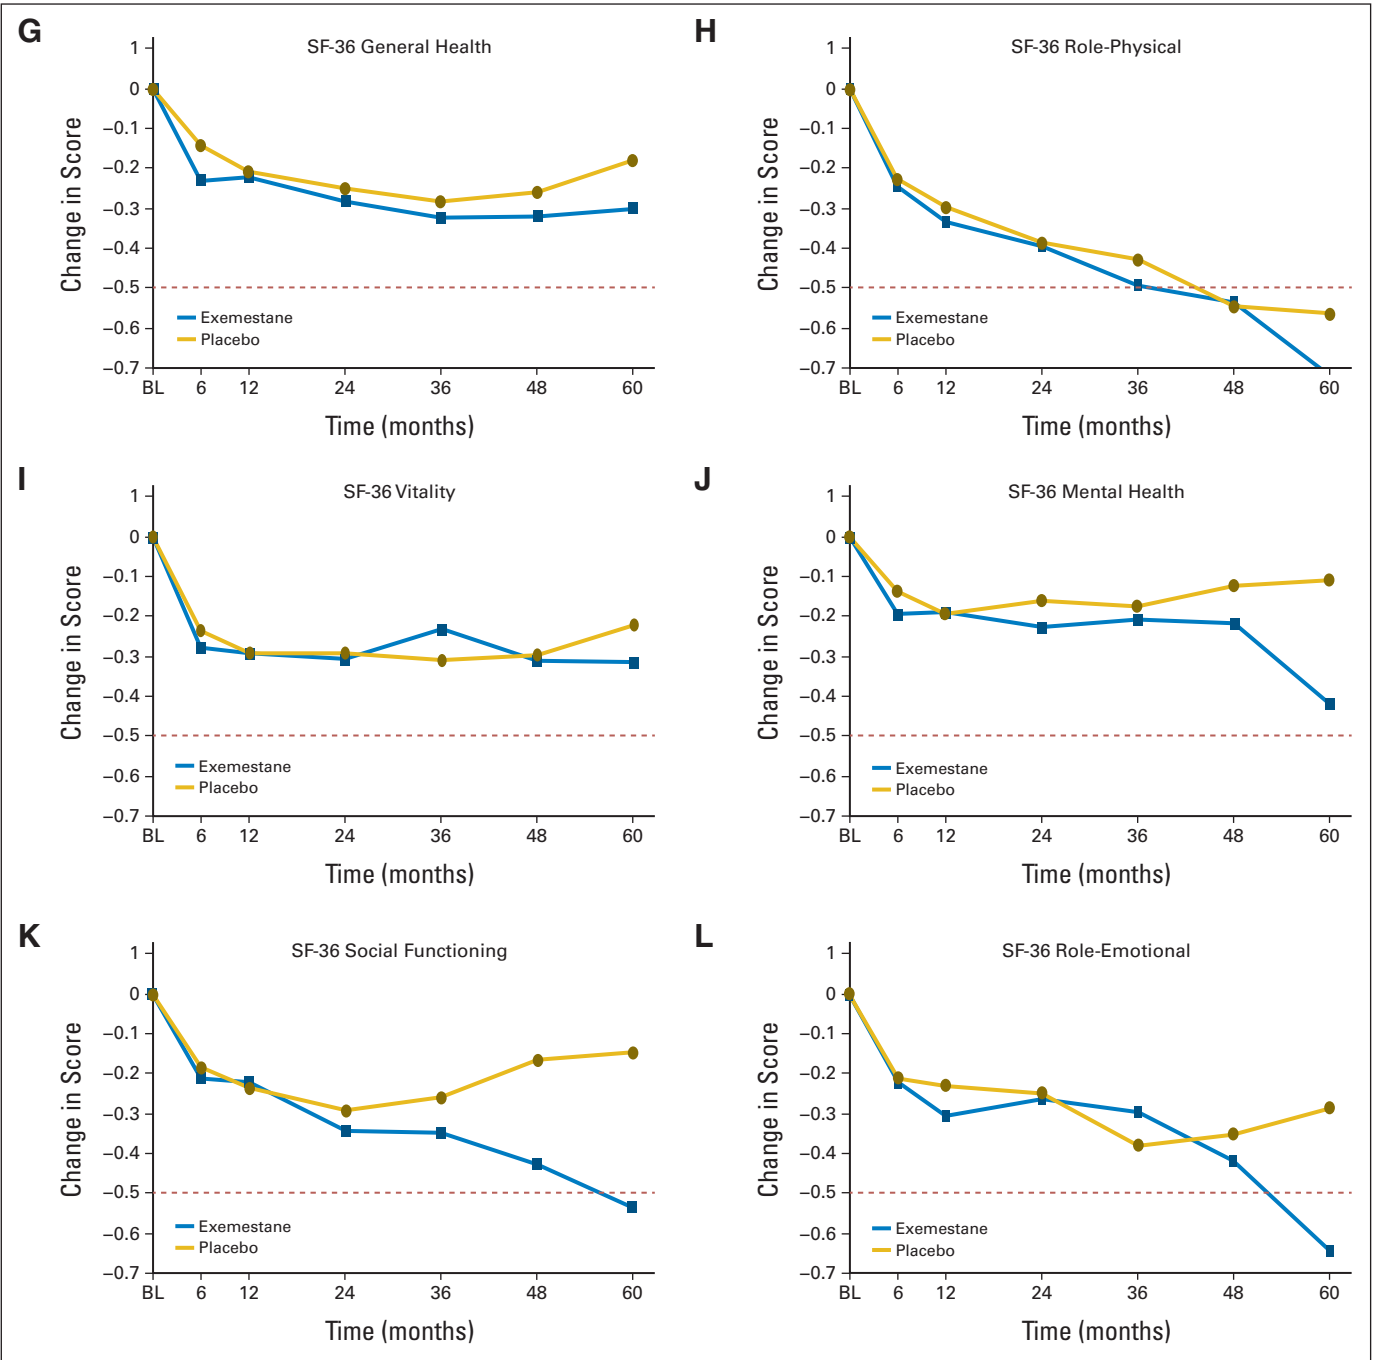 G
SF-36 General Health
Change in Score
1
0
–0.1
–0.2
–0.3
–0.4
–0.5
–0.6
–0.7
Exemestane
Placebo
BL 6 12 24 36 48 60
Time (months)
H
SF-36 Role-Physical
Change in Score
1
0
–0.1
–0.2
–0.3
–0.4
–0.5
–0.6
–0.7
Exemestane
Placebo
BL 6 12 24 36 48 60
Time (months)
I
SF-36 Vitality
Change in Score
1
0
–0.1
–0.2
–0.3
–0.4
–0.5
–0.6
–0.7
Exemestane
Placebo
BL 6 12 24 36 48 60
Time (months)
J
SF-36 Mental Health
Change in Score
1
0
–0.1
–0.2
–0.3
–0.4
–0.5
–0.6
–0.7
Exemestane
Placebo
BL 6 12 24 36 48 60
Time (months)
K
SF-36 Social Functioning
Change in Score
1
0
–0.1
–0.2
–0.3
–0.4
–0.5
–0.6
–0.7
Exemestane
Placebo
BL 6 12 24 36 48 60
Time (months)
L
SF-36 Role-Emotional
Change in Score
1
0
–0.1
–0.2
–0.3
–0.4
–0.5
–0.6
–0.7
Exemestane
Placebo
BL 6 12 24 36 48 60
Time (months)